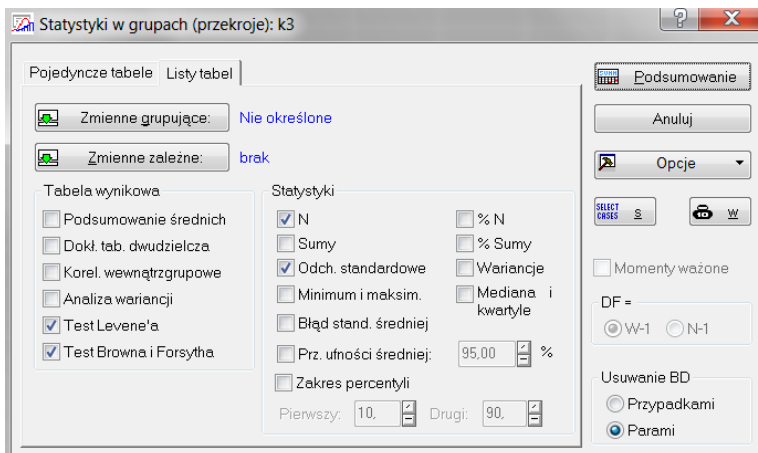 Statystyki w grupach (przekroje): k3
Pojedyncze tabele
Listy tabel
Zmienne grupujące:
Nie określone
Zmienne zależne:
brak
Tabela wynikowa
Podsumowanie średnich
Dokł. tab. dwudzielcza
Korel. wewnątrzgrupowe
Analiza wariancji
Test Levene'a
Test Browna i Forsytha
Statystyki
N
% N
Sumy
% Sumy
Odch. standardowe
Wariancje
Minimum i maksim.
Mediana i
kwartyle
Błąd stand. średniej
Prz. ufności średniej:
95,00
%
Zakres percentyli
Pierwszy:
10,
Drugi:
90,
Podsumowanie
Anuluj
Opcje
SELECT
CASES
S
W
Momenty ważone
DF =
W-1
N-1
Usuwanie BD
Przypadkami
Parami